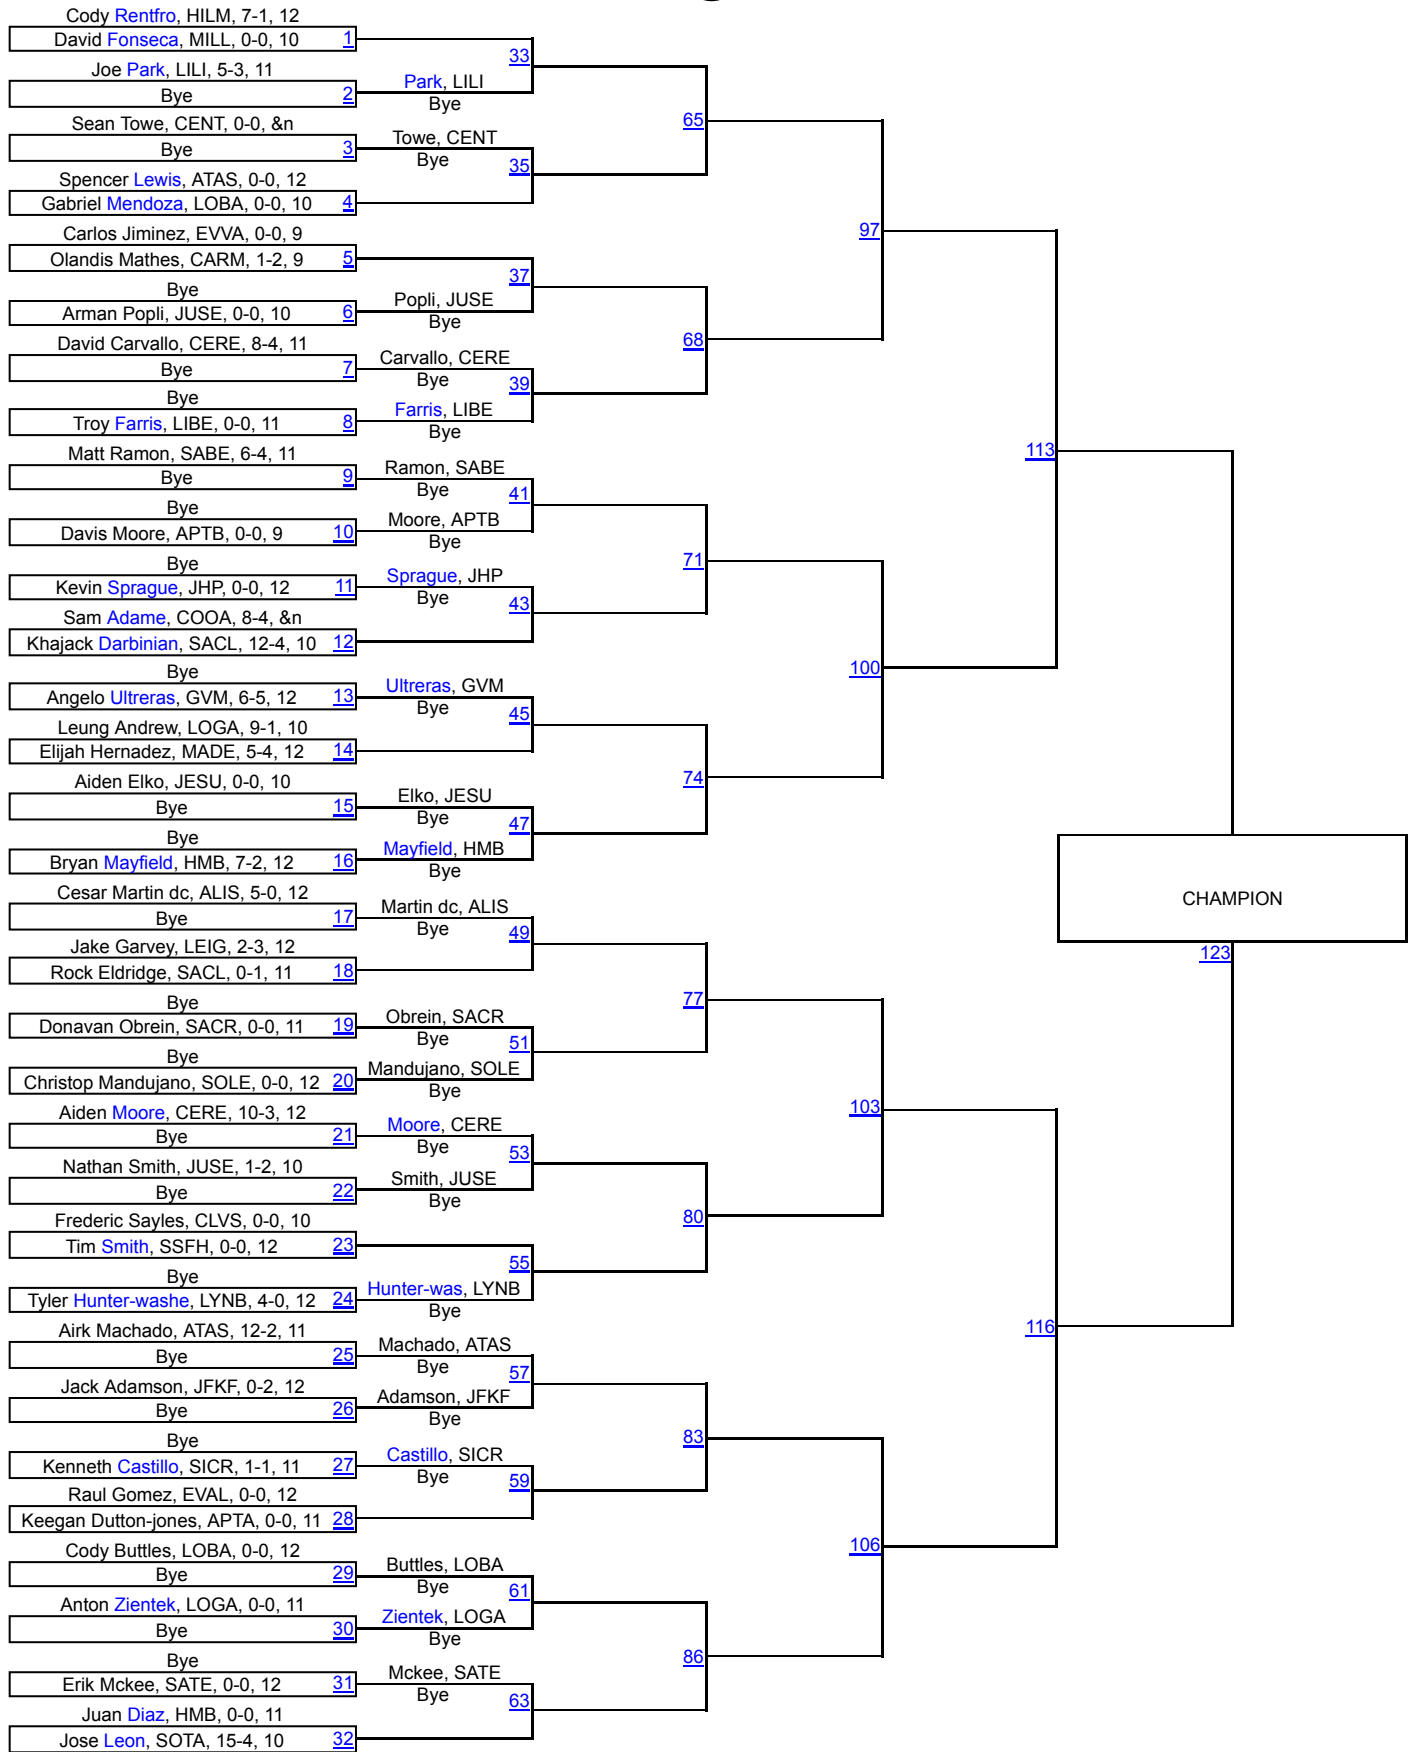 Cody Rentfro, HILM, 7-1, 12
David Fonseca, MILL, 0-0, 10 1
33
Joe Park, LILI, 5-3, 11
Park, LILI
Bye 2
Bye
Sean Towe, CENT, 0-0, &n
65
Towe, CENT
Bye 3
Bye
35
Spencer Lewis, ATAS, 0-0, 12
Gabriel Mendoza, LOBA, 0-0, 10 4
97
Carlos Jiminez, EVVA, 0-0, 9
Olandis Mathes, CARM, 1-2, 9 5
37
Bye
Popli, JUSE
Arman Popli, JUSE, 0-0, 10 6
Bye
68
David Carvallo, CERE, 8-4, 11
Carvallo, CERE
Bye 7
Bye
39
Bye
Farris, LIBE
Troy Farris, LIBE, 0-0, 11 8
Bye
113
Matt Ramon, SABE, 6-4, 11
Ramon, SABE
Bye 9
Bye
41
Bye
Moore, APTB
Davis Moore, APTB, 0-0, 9 10
Bye
71
Bye
Sprague, JHP
Kevin Sprague, JHP, 0-0, 12 11
Bye
43
Sam Adame, COOA, 8-4, &n
Khajack Darbinian, SACL, 12-4, 10 12
100
Bye
Ultreras, GVM
Angelo Ultreras, GVM, 6-5, 12 13
Bye
45
Leung Andrew, LOGA, 9-1, 10
Elijah Hernadez, MADE, 5-4, 12 14
74
Aiden Elko, JESU, 0-0, 10
Elko, JESU
Bye 15
Bye
47
Bye
Mayfield, HMB
Bryan Mayfield, HMB, 7-2, 12 16
Bye
CHAMPION
123
Cesar Martin dc, ALIS, 5-0, 12
Martin dc, ALIS
Bye 17
Bye
49
Jake Garvey, LEIG, 2-3, 12
Rock Eldridge, SACL, 0-1, 11 18
77
Bye
Obrein, SACR
Donavan Obrein, SACR, 0-0, 11 19
Bye
51
Bye
Mandujano, SOLE
Christop Mandujano, SOLE, 0-0, 12 20
Bye
103
Aiden Moore, CERE, 10-3, 12
Moore, CERE
Bye 21
Bye
53
Nathan Smith, JUSE, 1-2, 10
Smith, JUSE
Bye 22
Bye
80
Frederic Sayles, CLVS, 0-0, 10
Tim Smith, SSFH, 0-0, 12 23
55
Bye
Hunter-was, LYNB
Tyler Hunter-washe, LYNB, 4-0, 12 24
Bye
116
Airk Machado, ATAS, 12-2, 11
Machado, ATAS
Bye 25
Bye
57
Jack Adamson, JFKF, 0-2, 12
Adamson, JFKF
Bye 26
Bye
83
Bye
Castillo, SICR
Kenneth Castillo, SICR, 1-1, 11 27
Bye
59
Raul Gomez, EVAL, 0-0, 12
Keegan Dutton-jones, APTA, 0-0, 11 28
106
Cody Buttles, LOBA, 0-0, 12
Buttles, LOBA
Bye 29
Bye
61
Anton Zientek, LOGA, 0-0, 11
Zientek, LOGA
Bye 30
Bye
86
Bye
Mckee, SATE
Erik Mckee, SATE, 0-0, 12 31
Bye
63
Juan Diaz, HMB, 0-0, 11
Jose Leon, SOTA, 15-4, 10 32